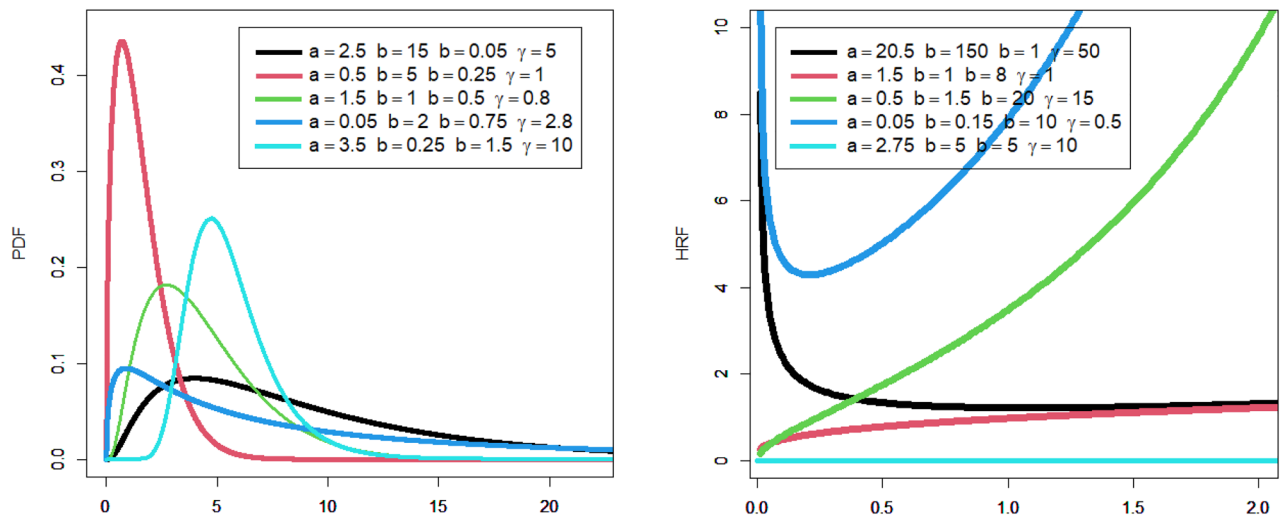 a = 2.5 b = 15 b = 0.05 γ = 5
a = 0.5 b = 5 b = 0.25 γ = 1
a = 1.5 b = 1 b = 0.5 γ = 0.8
a = 0.05 b = 2 b = 0.75 γ = 2.8
a = 3.5 b = 0.25 b = 1.5 γ = 10
PDF
0.4
0.3
0.2
0.1
0.0
0 5 10 15 20
a = 20.5 b = 150 b = 1 γ = 50
a = 1.5 b = 1 b = 8 γ = 1
a = 0.5 b = 1.5 b = 20 γ = 15
a = 0.05 b = 0.15 b = 10 γ = 0.5
a = 2.75 b = 5 b = 5 γ = 10
HRF
10
8
6
4
2
0
0.0 0.5 1.0 1.5 2.0